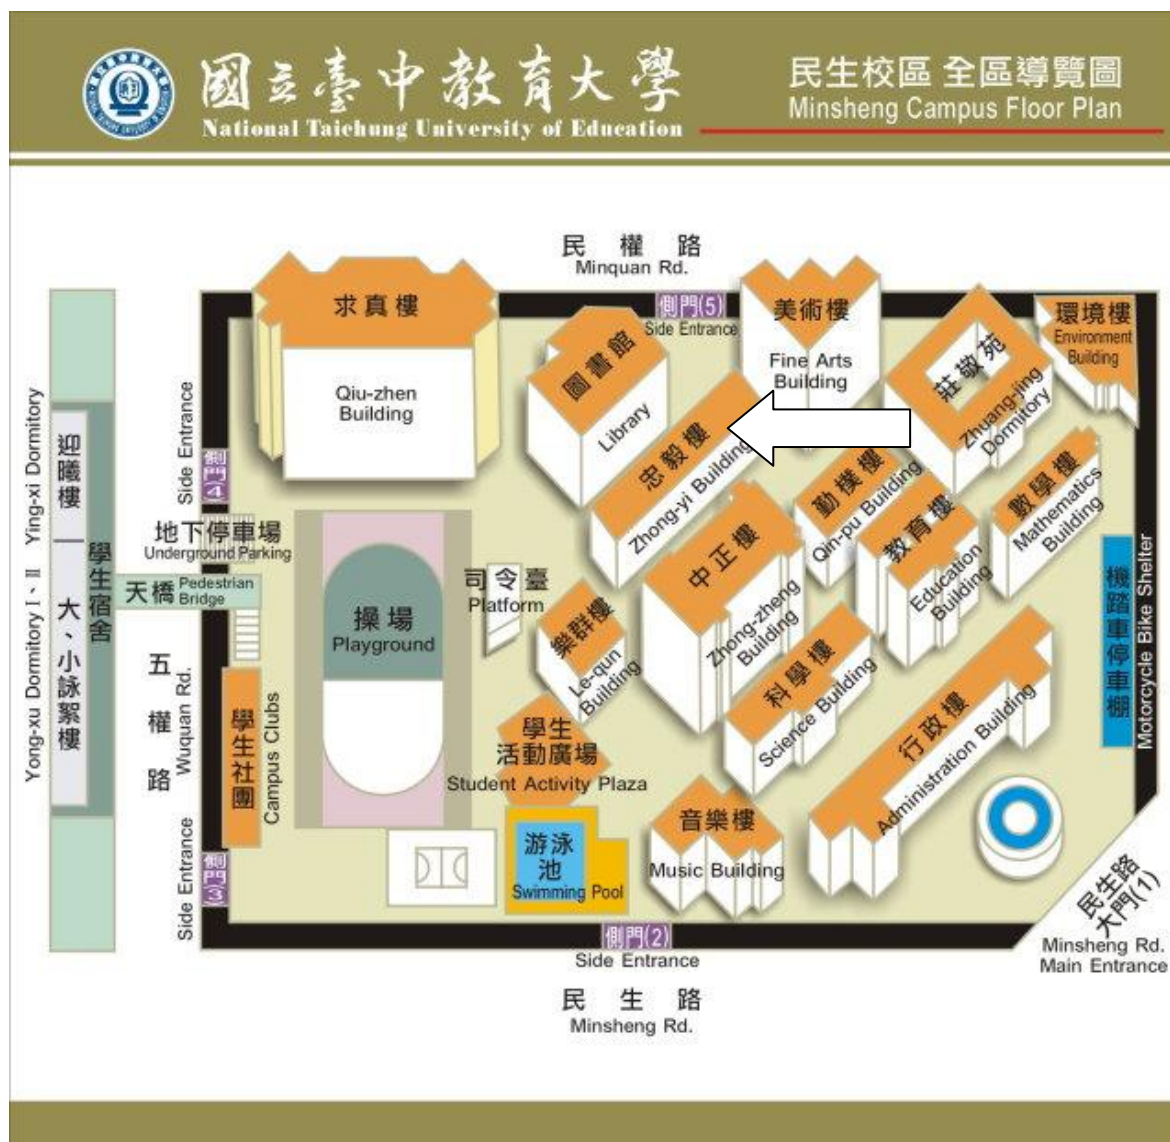 國立臺中教育大學
National Taichung University of Education
民生校區 全區導覽圖
Minsheng Campus Floor Plan
民權路
Minquan Rd.
側門(5)
Side Entrance
求真樓
Qiu-zhen
Building
圖書館
Library
美術樓
Fine Arts
Building
莊敬苑
Zhuang-jing
Dormitory
環境樓
Environment
Building
忠毅樓
Zhong-yi Building
勤樸樓
Qin-pu Building
教育樓
Education
Building
數學樓
Mathematics
Building
中正樓
Zhong-zheng
Building
Side Entrance
側門(4)
迎曦樓
Ying-xi Dormitory
大、小詠絮樓
Yong-xu Dormitory I、II
學生宿舍
地下停車場
Underground Parking
天橋
Pedestrian
Bridge
五權路
Wuquan Rd.
操場
Playground
司令臺
Platform
樂群樓
Le-qun
Building
科學樓
Science Building
行政樓
Administration Building
機踏車停車棚
Motorcycle Bike Shelter
學生社團
Campus Clubs
學生
活動廣場
Student Activity Plaza
音樂樓
Music Building
游泳
池
Swimming Pool
Side Entrance
側門(3)
側門(2)
Side Entrance
民生路
大門(1)
Minsheng Rd.
Main Entrance
民生路
Minsheng Rd.